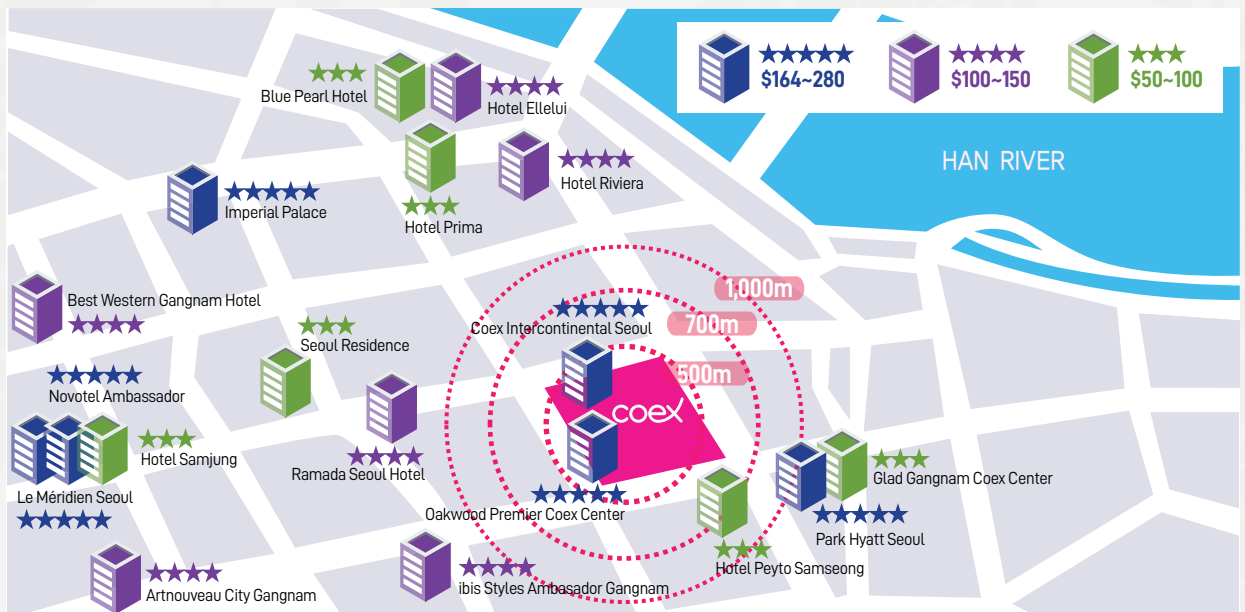 $164~280
$100~150
$50~100
HAN RIVER
Blue Pearl Hotel
Hotel Ellelui
Hotel Riviera
Hotel Prima
Imperial Palace
Best Western Gangnam Hotel
1,000m
700m
500m
Coex Intercontinental Seoul
Seoul Residence
Novotel Ambassador
coex
Hotel Samjung
Ramada Seoul Hotel
Le Méridien Seoul
Oakwood Premier Coex Center
Glad Gangnam Coex Center
Park Hyatt Seoul
Hotel Peyto Samseong
ibis Styles Ambasador Gangnam
Artnouveau City Gangnam